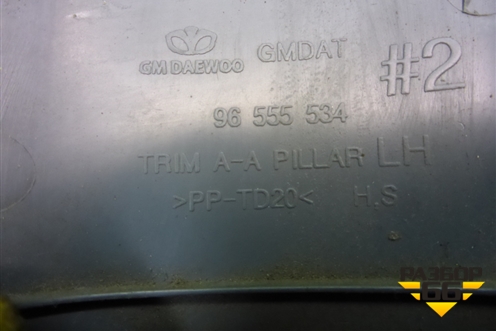 GM DAEWOO GMDAT #2
96 555 534
TRIM A-A PILLAR LH
>PP-TD20< H.S
РАЗБОР
66